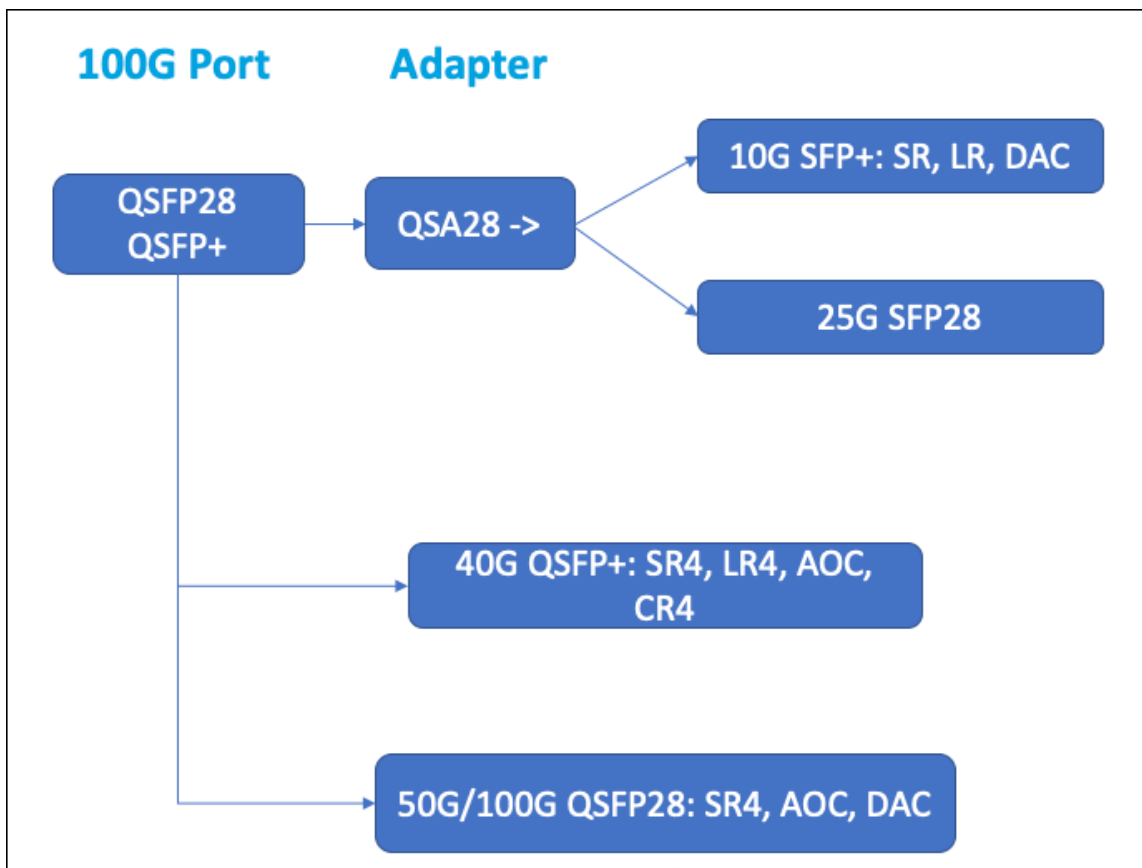 100G Port
Adapter
QSFP28
QSFP+
QSA28 ->
10G SFP+: SR, LR, DAC
25G SFP28
40G QSFP+: SR4, LR4, AOC,
CR4
50G/100G QSFP28: SR4, AOC, DAC